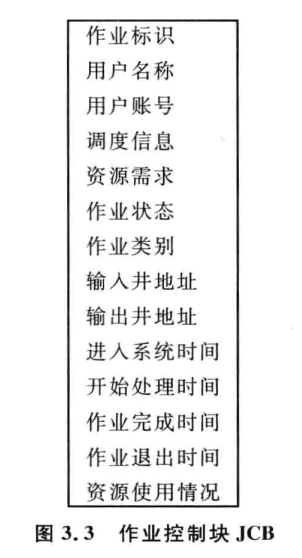 作业标识
用户名称
用户账号
调度信息
资源需求
作业状态
作业类别
输入井地址
输出井地址
进入系统时间
开始处理时间
作业完成时间
作业退出时间
资源使用情况
图 3.3 作业控制块 JCB